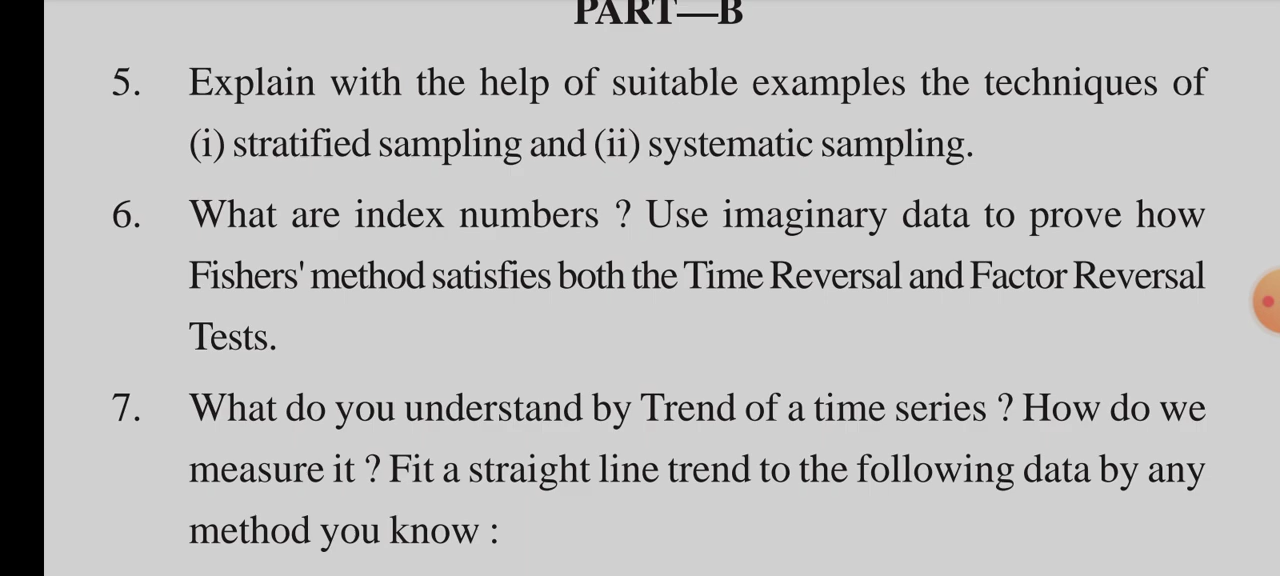 PART—B
5. Explain with the help of suitable examples the techniques of
(i) stratified sampling and (ii) systematic sampling.
6. What are index numbers ? Use imaginary data to prove how
Fishers' method satisfies both the Time Reversal and Factor Reversal
Tests.
7. What do you understand by Trend of a time series ? How do we
measure it ? Fit a straight line trend to the following data by any
method you know :